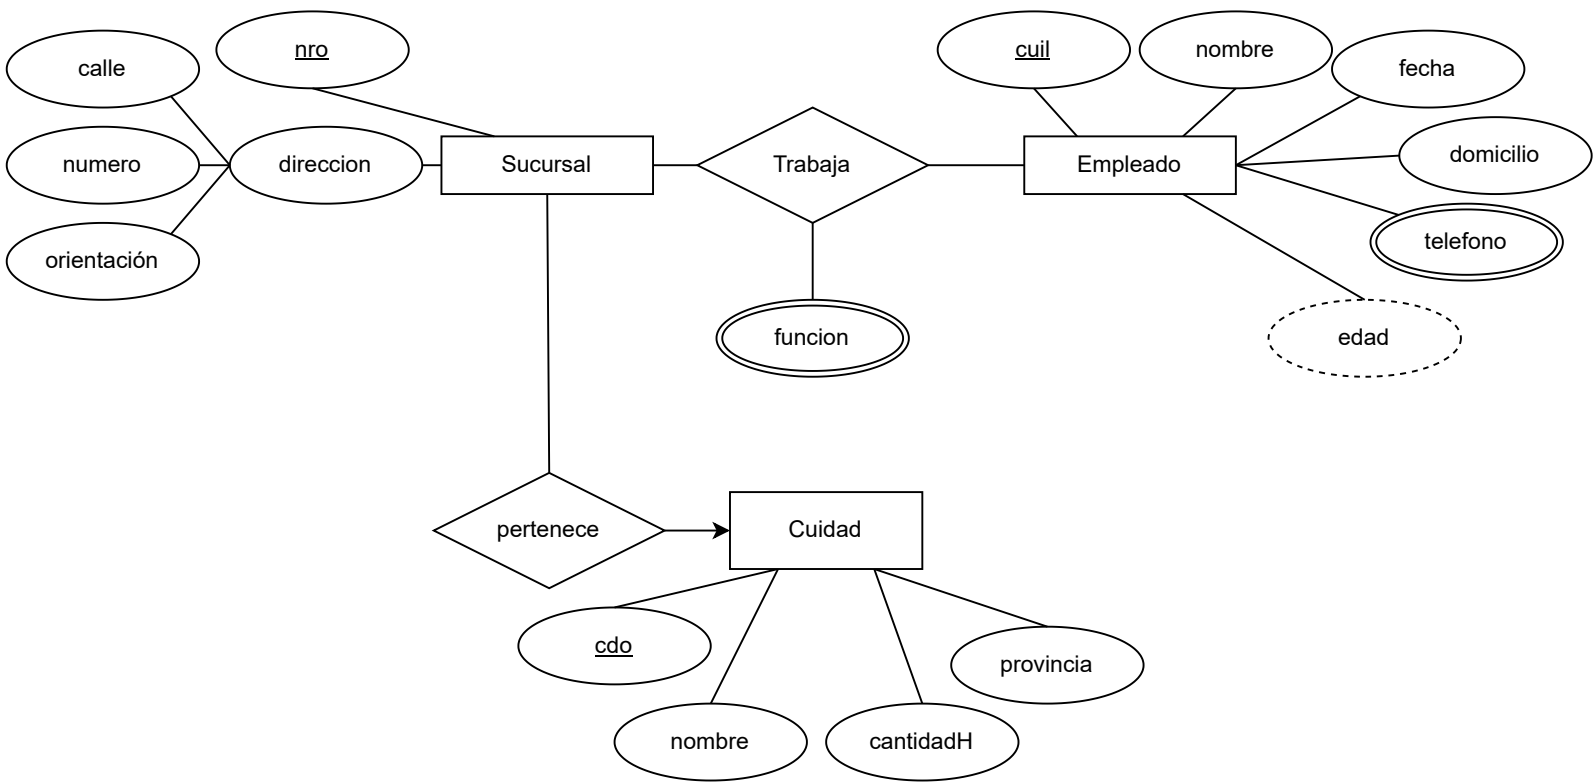 nro
cuil
nombre
calle
fecha
domicilio
numero
direccion
Sucursal
Trabaja
Empleado
telefono
orientación
funcion
edad
pertenece
Cuidad
cdo
provincia
nombre
cantidadH